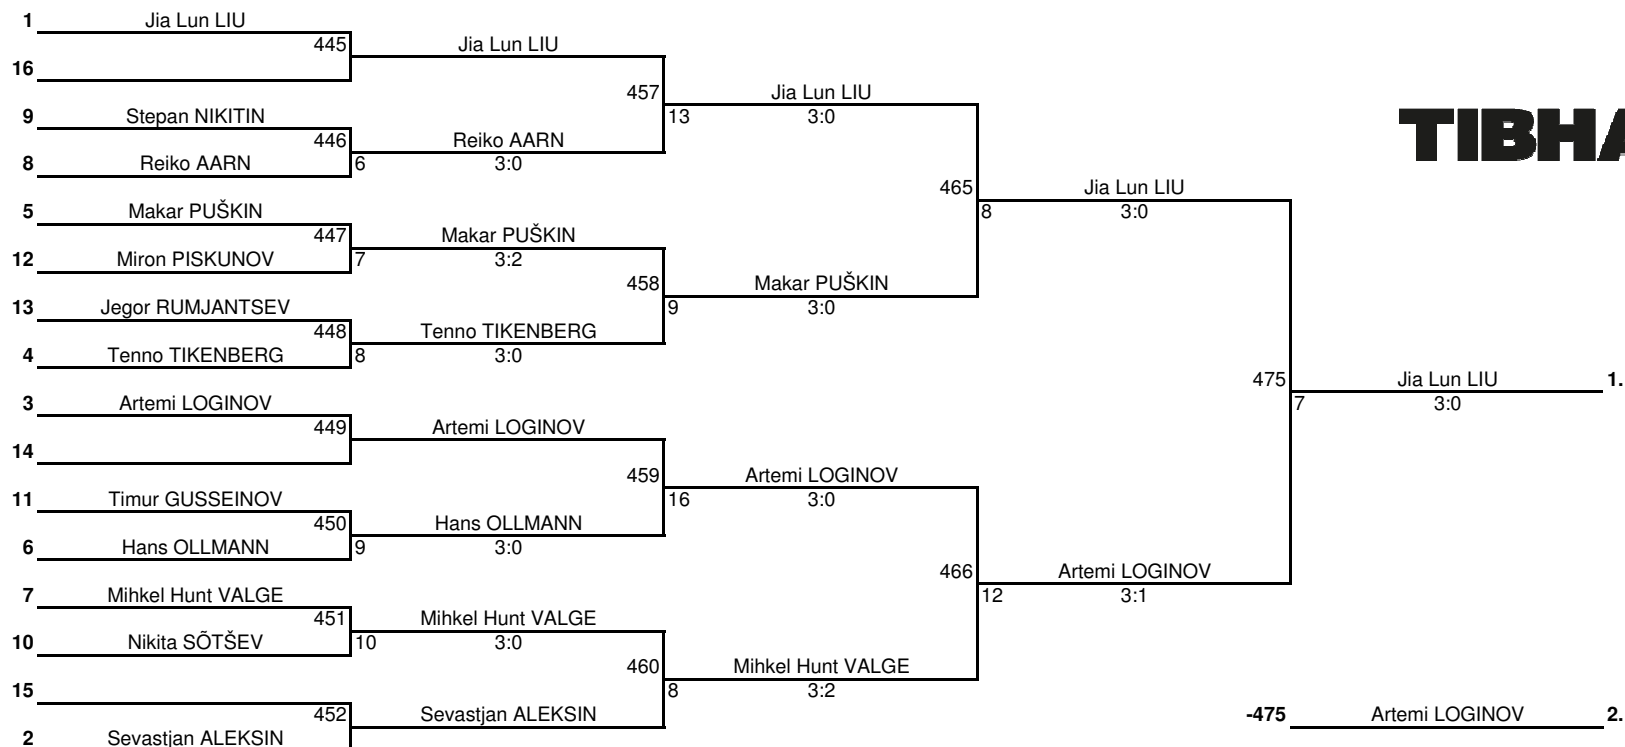 1 Jia Lun LIU
445 Jia Lun LIU
16
457 Jia Lun LIU
9 Stepan NIKITIN 13 3:0
446 Reiko AARN
8 Reiko AARN 6 3:0
465 Jia Lun LIU
5 Makar PUŠKIN 8 3:0
447 Makar PUŠKIN
12 Miron PISKUNOV 7 3:2
458 Makar PUŠKIN
13 Jegor RUMJANTSEV 9 3:0
448 Tenno TIKENBERG
4 Tenno TIKENBERG 8 3:0
475 Jia Lun LIU 1.
3 Artemi LOGINOV 7 3:0
449 Artemi LOGINOV
14
459 Artemi LOGINOV
11 Timur GUSSEINOV 16 3:0
450 Hans OLLMANN
6 Hans OLLMANN 9 3:0
466 Artemi LOGINOV
7 Mihkel Hunt VALGE 12 3:1
451 Mihkel Hunt VALGE
10 Nikita SÕTŠEV 10 3:0
460 Mihkel Hunt VALGE
15 8 3:2
452 Sevastjan ALEKSIN -475 Artemi LOGINOV 2.
2 Sevastjan ALEKSIN